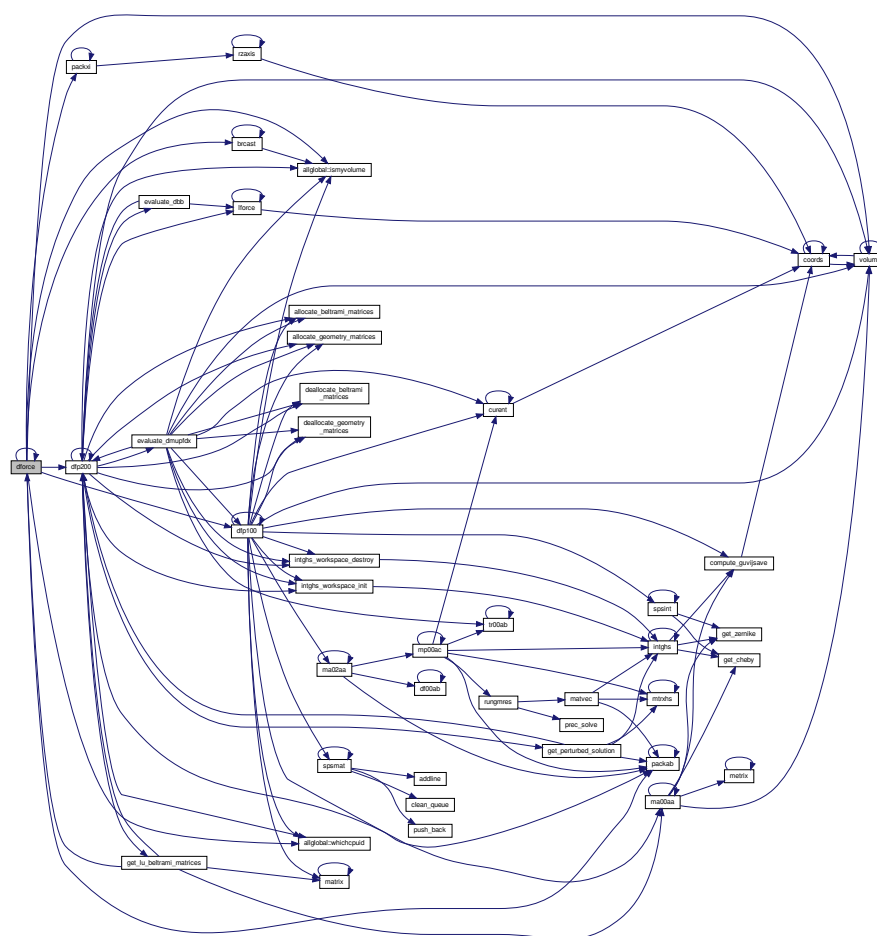 rzaxis
packxi
brcast
allglobal::ismyvolume
evaluate_dbb
lforce
coords
volume
allocate_beltrami_matrices
allocate_geometry_matrices
deallocate_beltrami
_matrices
curent
deallocate_geometry
_matrices
evaluate_dmupfdx
dforce
dfp200
dfp100
intghs_workspace_destroy
compute_guvijsave
intghs_workspace_init
spsint
tr00ab
get_zernike
mp00ac
intghs
get_cheby
ma02aa
df00ab
rungmres
matvec
mtrxhs
prec_solve
get_perturbed_solution
packab
spsmat
addline
metrix
clean_queue
ma00aa
push_back
allglobal::whichcpuid
get_lu_beltrami_matrices
matrix